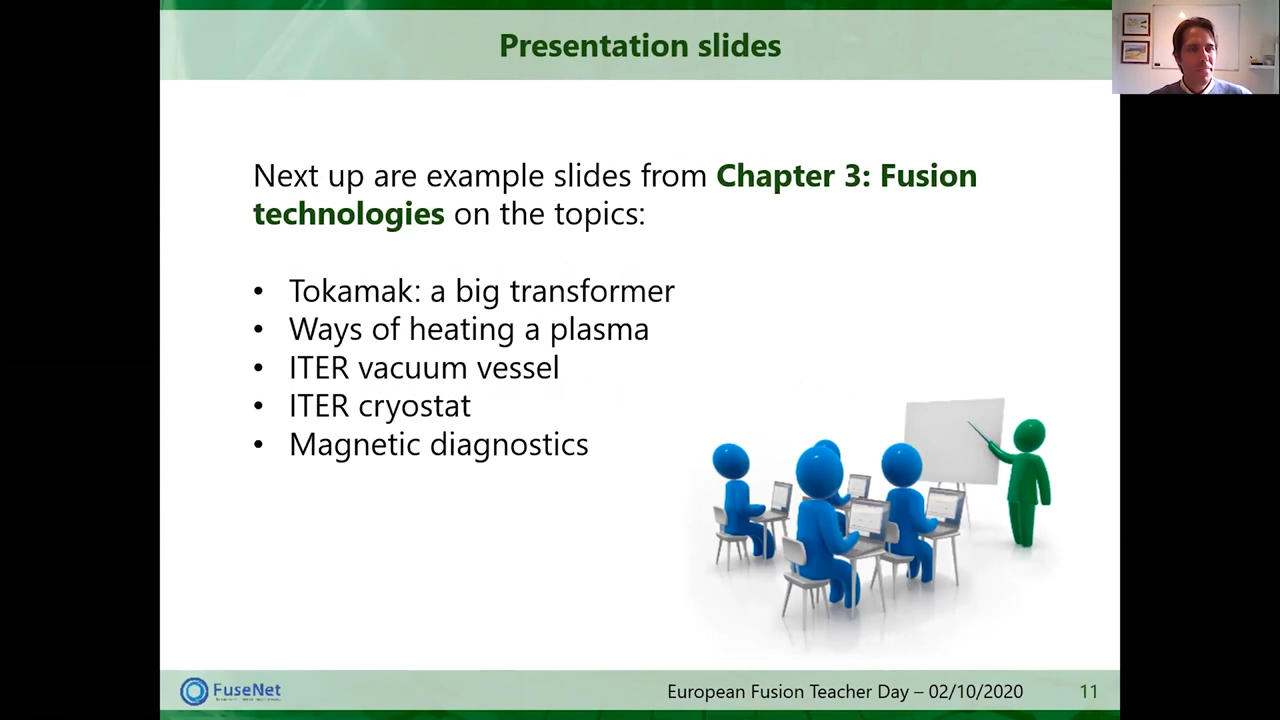 Presentation slides
Next up are example slides from Chapter 3: Fusion
technologies on the topics:
• Tokamak: a big transformer
• Ways of heating a plasma
• ITER vacuum vessel
• ITER cryostat
• Magnetic diagnostics
FuseNet
European Fusion Teacher Day – 02/10/2020
11